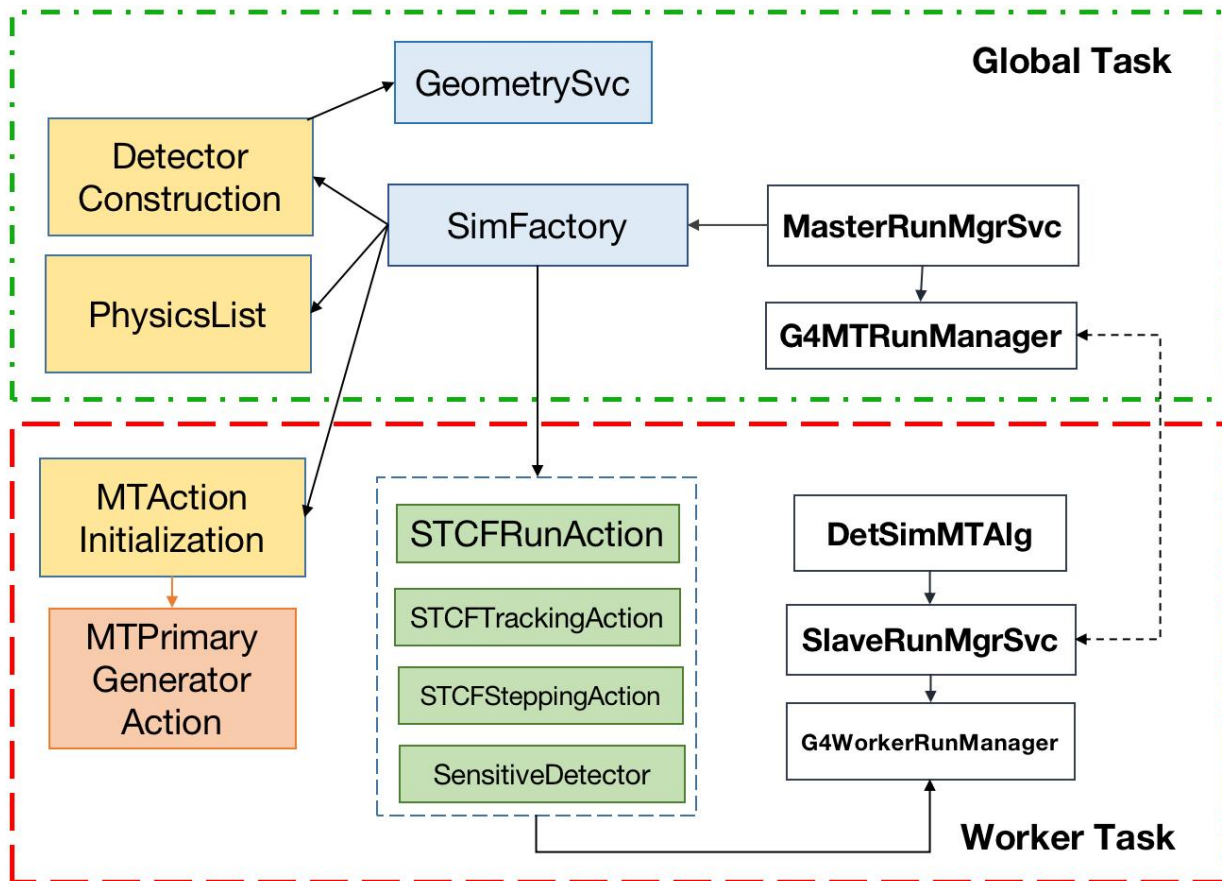 Global Task
GeometrySvc
Detector
Construction
SimFactory
MasterRunMgrSvc
PhysicsList
G4MTRunManager
MTAction
Initialization
MTPrimary
Generator
Action
STCFRunAction
STCFTrackingAction
STCFSteppingAction
SensitiveDetector
DetSimMTAlg
SlaveRunMgrSvc
G4WorkerRunManager
Worker Task